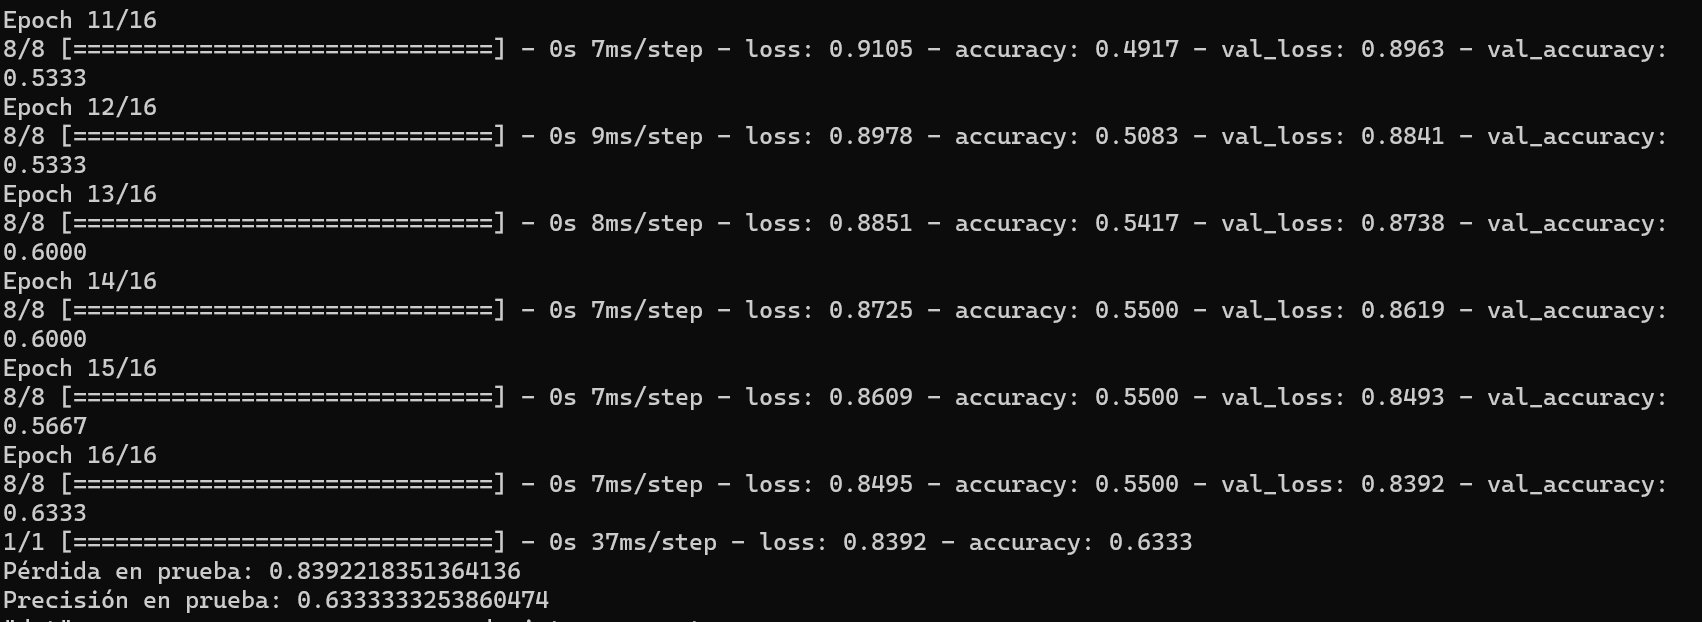 Epoch 11/16
8/8 [==============================] - 0s 7ms/step - loss: 0.9105 - accuracy: 0.4917 - val_loss: 0.8963 - val_accuracy:
0.5333
Epoch 12/16
8/8 [==============================] - 0s 9ms/step - loss: 0.8978 - accuracy: 0.5083 - val_loss: 0.8841 - val_accuracy:
0.5333
Epoch 13/16
8/8 [==============================] - 0s 8ms/step - loss: 0.8851 - accuracy: 0.5417 - val_loss: 0.8738 - val_accuracy:
0.6000
Epoch 14/16
8/8 [==============================] - 0s 7ms/step - loss: 0.8725 - accuracy: 0.5500 - val_loss: 0.8619 - val_accuracy:
0.6000
Epoch 15/16
8/8 [==============================] - 0s 7ms/step - loss: 0.8609 - accuracy: 0.5500 - val_loss: 0.8493 - val_accuracy:
0.5667
Epoch 16/16
8/8 [==============================] - 0s 7ms/step - loss: 0.8495 - accuracy: 0.5500 - val_loss: 0.8392 - val_accuracy:
0.6333
1/1 [==============================] - 0s 37ms/step - loss: 0.8392 - accuracy: 0.6333
Pérdida en prueba: 0.8392218351364136
Precisión en prueba: 0.6333333253860474